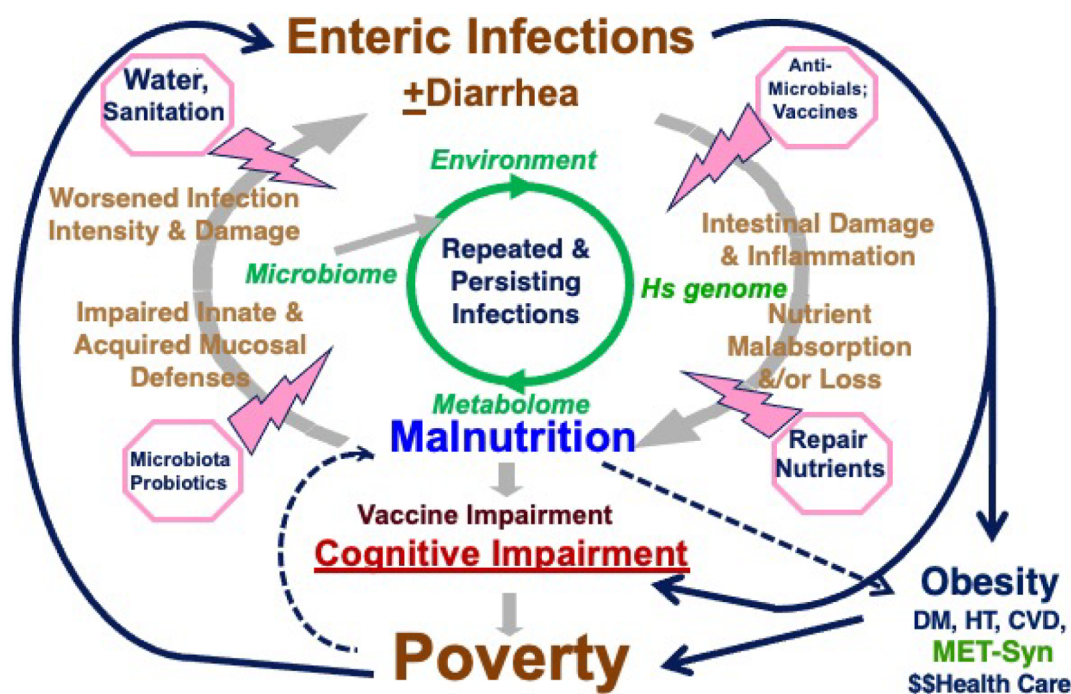 Enteric Infections
±Diarrhea
Water,
Sanitation
Anti-
Microbials;
Vaccines
Environment
Worsened Infection
Intensity & Damage
Intestinal Damage
& Inflammation
Repeated &
Persisting
Infections
Microbiome
Hs genome
Impaired Innate &
Acquired Mucosal
Defenses
Nutrient
Malabsorption
&/or Loss
Metabolome
Malnutrition
Microbiota
Probiotics
Repair
Nutrients
Vaccine Impairment
Cognitive Impairment
Obesity
DM, HT, CVD,
MET-Syn
$$Health Care
Poverty